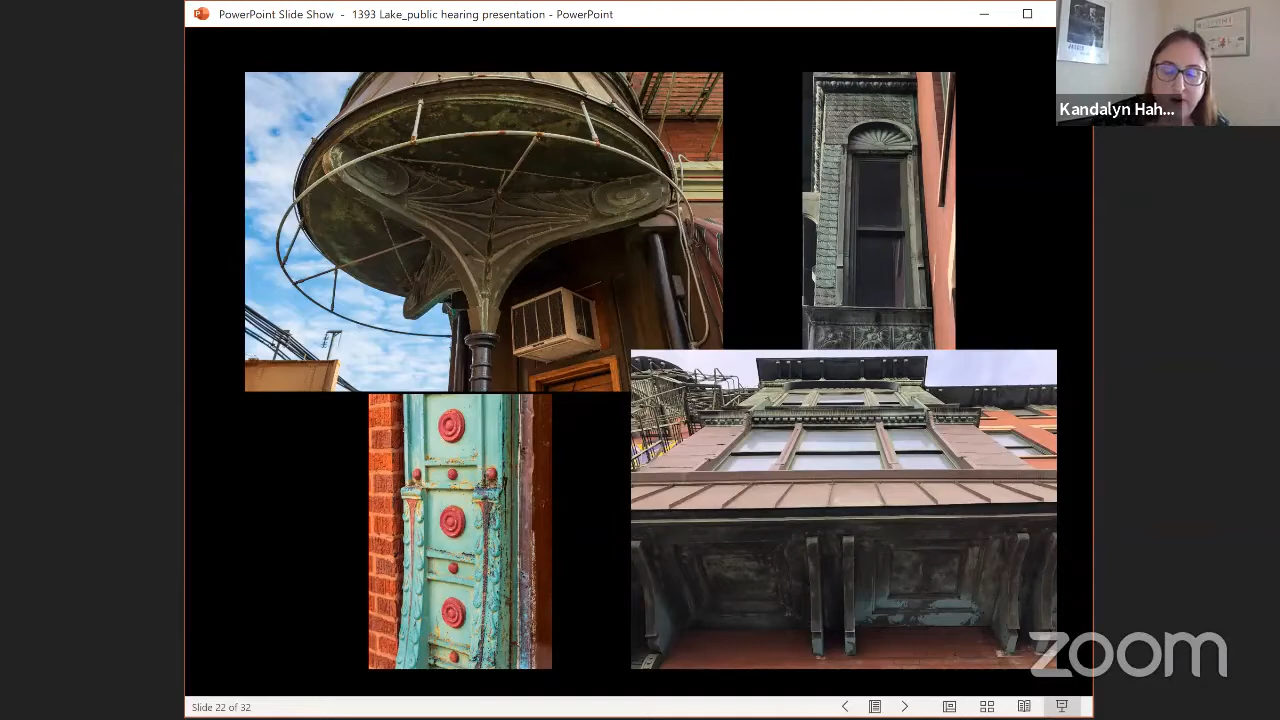 PowerPoint Slide Show - 1393 Lake_public hearing presentation - PowerPoint
Kandalyn Hah...
zoom
Slide 22 of 32